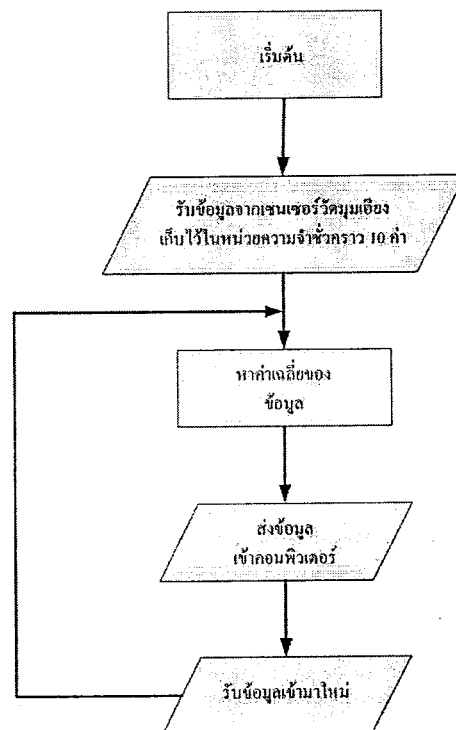 เริ่มต้น
รับข้อมูลจากเซนเซอร์วัดมุมเอียง
เก็บไว้ในหน่วยความจำชั่วคราว 10 ค่า
หาค่าเฉลี่ยของ
ข้อมูล
ส่งข้อมูล
เข้าคอมพิวเตอร์
รับข้อมูลเข้ามาใหม่